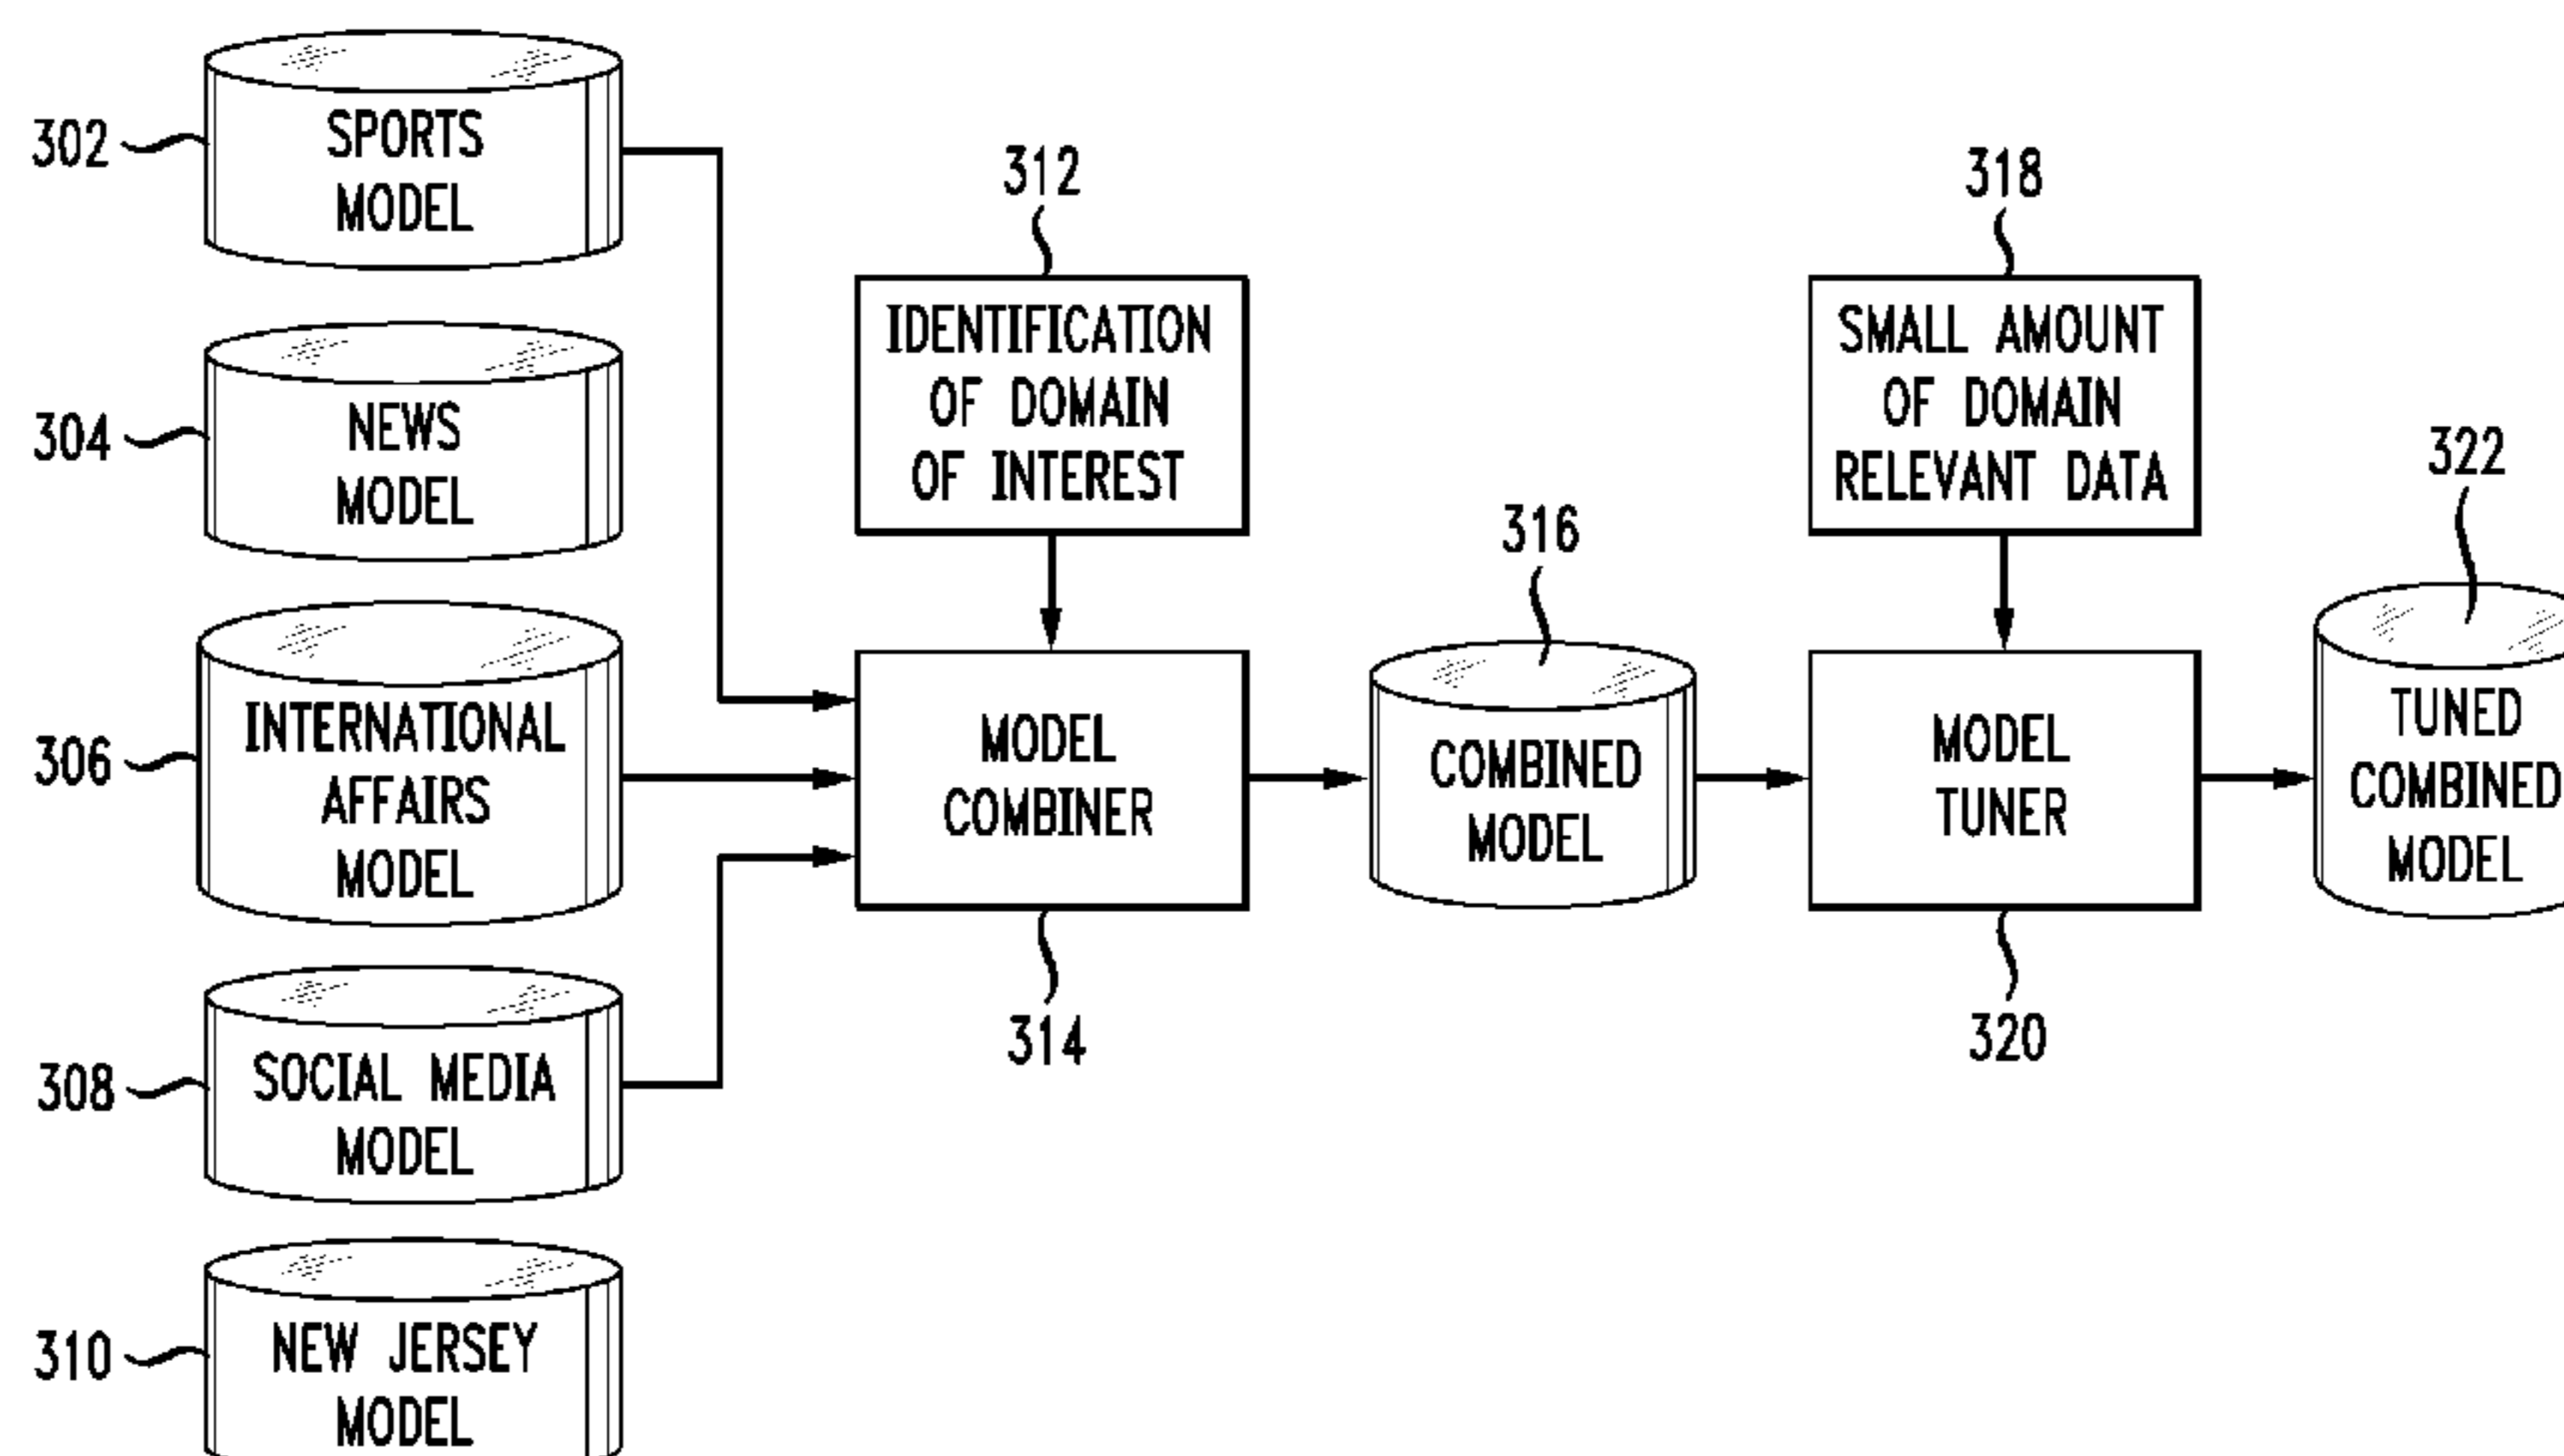 302
SPORTS
MODEL
304
NEWS
MODEL
306
INTERNATIONAL
AFFAIRS
MODEL
308
SOCIAL MEDIA
MODEL
310
NEW JERSEY
MODEL
312
IDENTIFICATION
OF DOMAIN
OF INTEREST
MODEL
COMBINER
314
316
COMBINED
MODEL
318
SMALL AMOUNT
OF DOMAIN
RELEVANT DATA
MODEL
TUNER
320
322
TUNED
COMBINED
MODEL